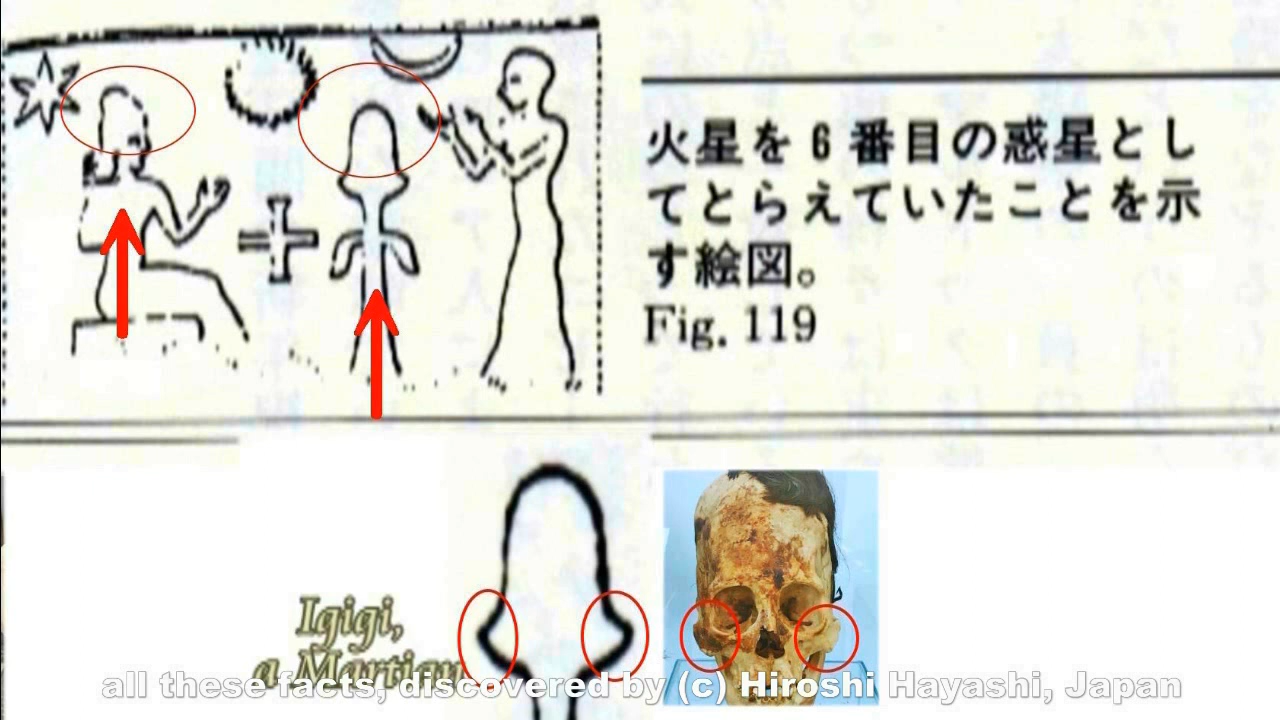 火星を6番目の惑星とし
てとらえていたことを示
す絵図。
Fig. 119
Igigi,
a Martian
all these facts, discovered by (c) Hiroshi Hayashi, Japan